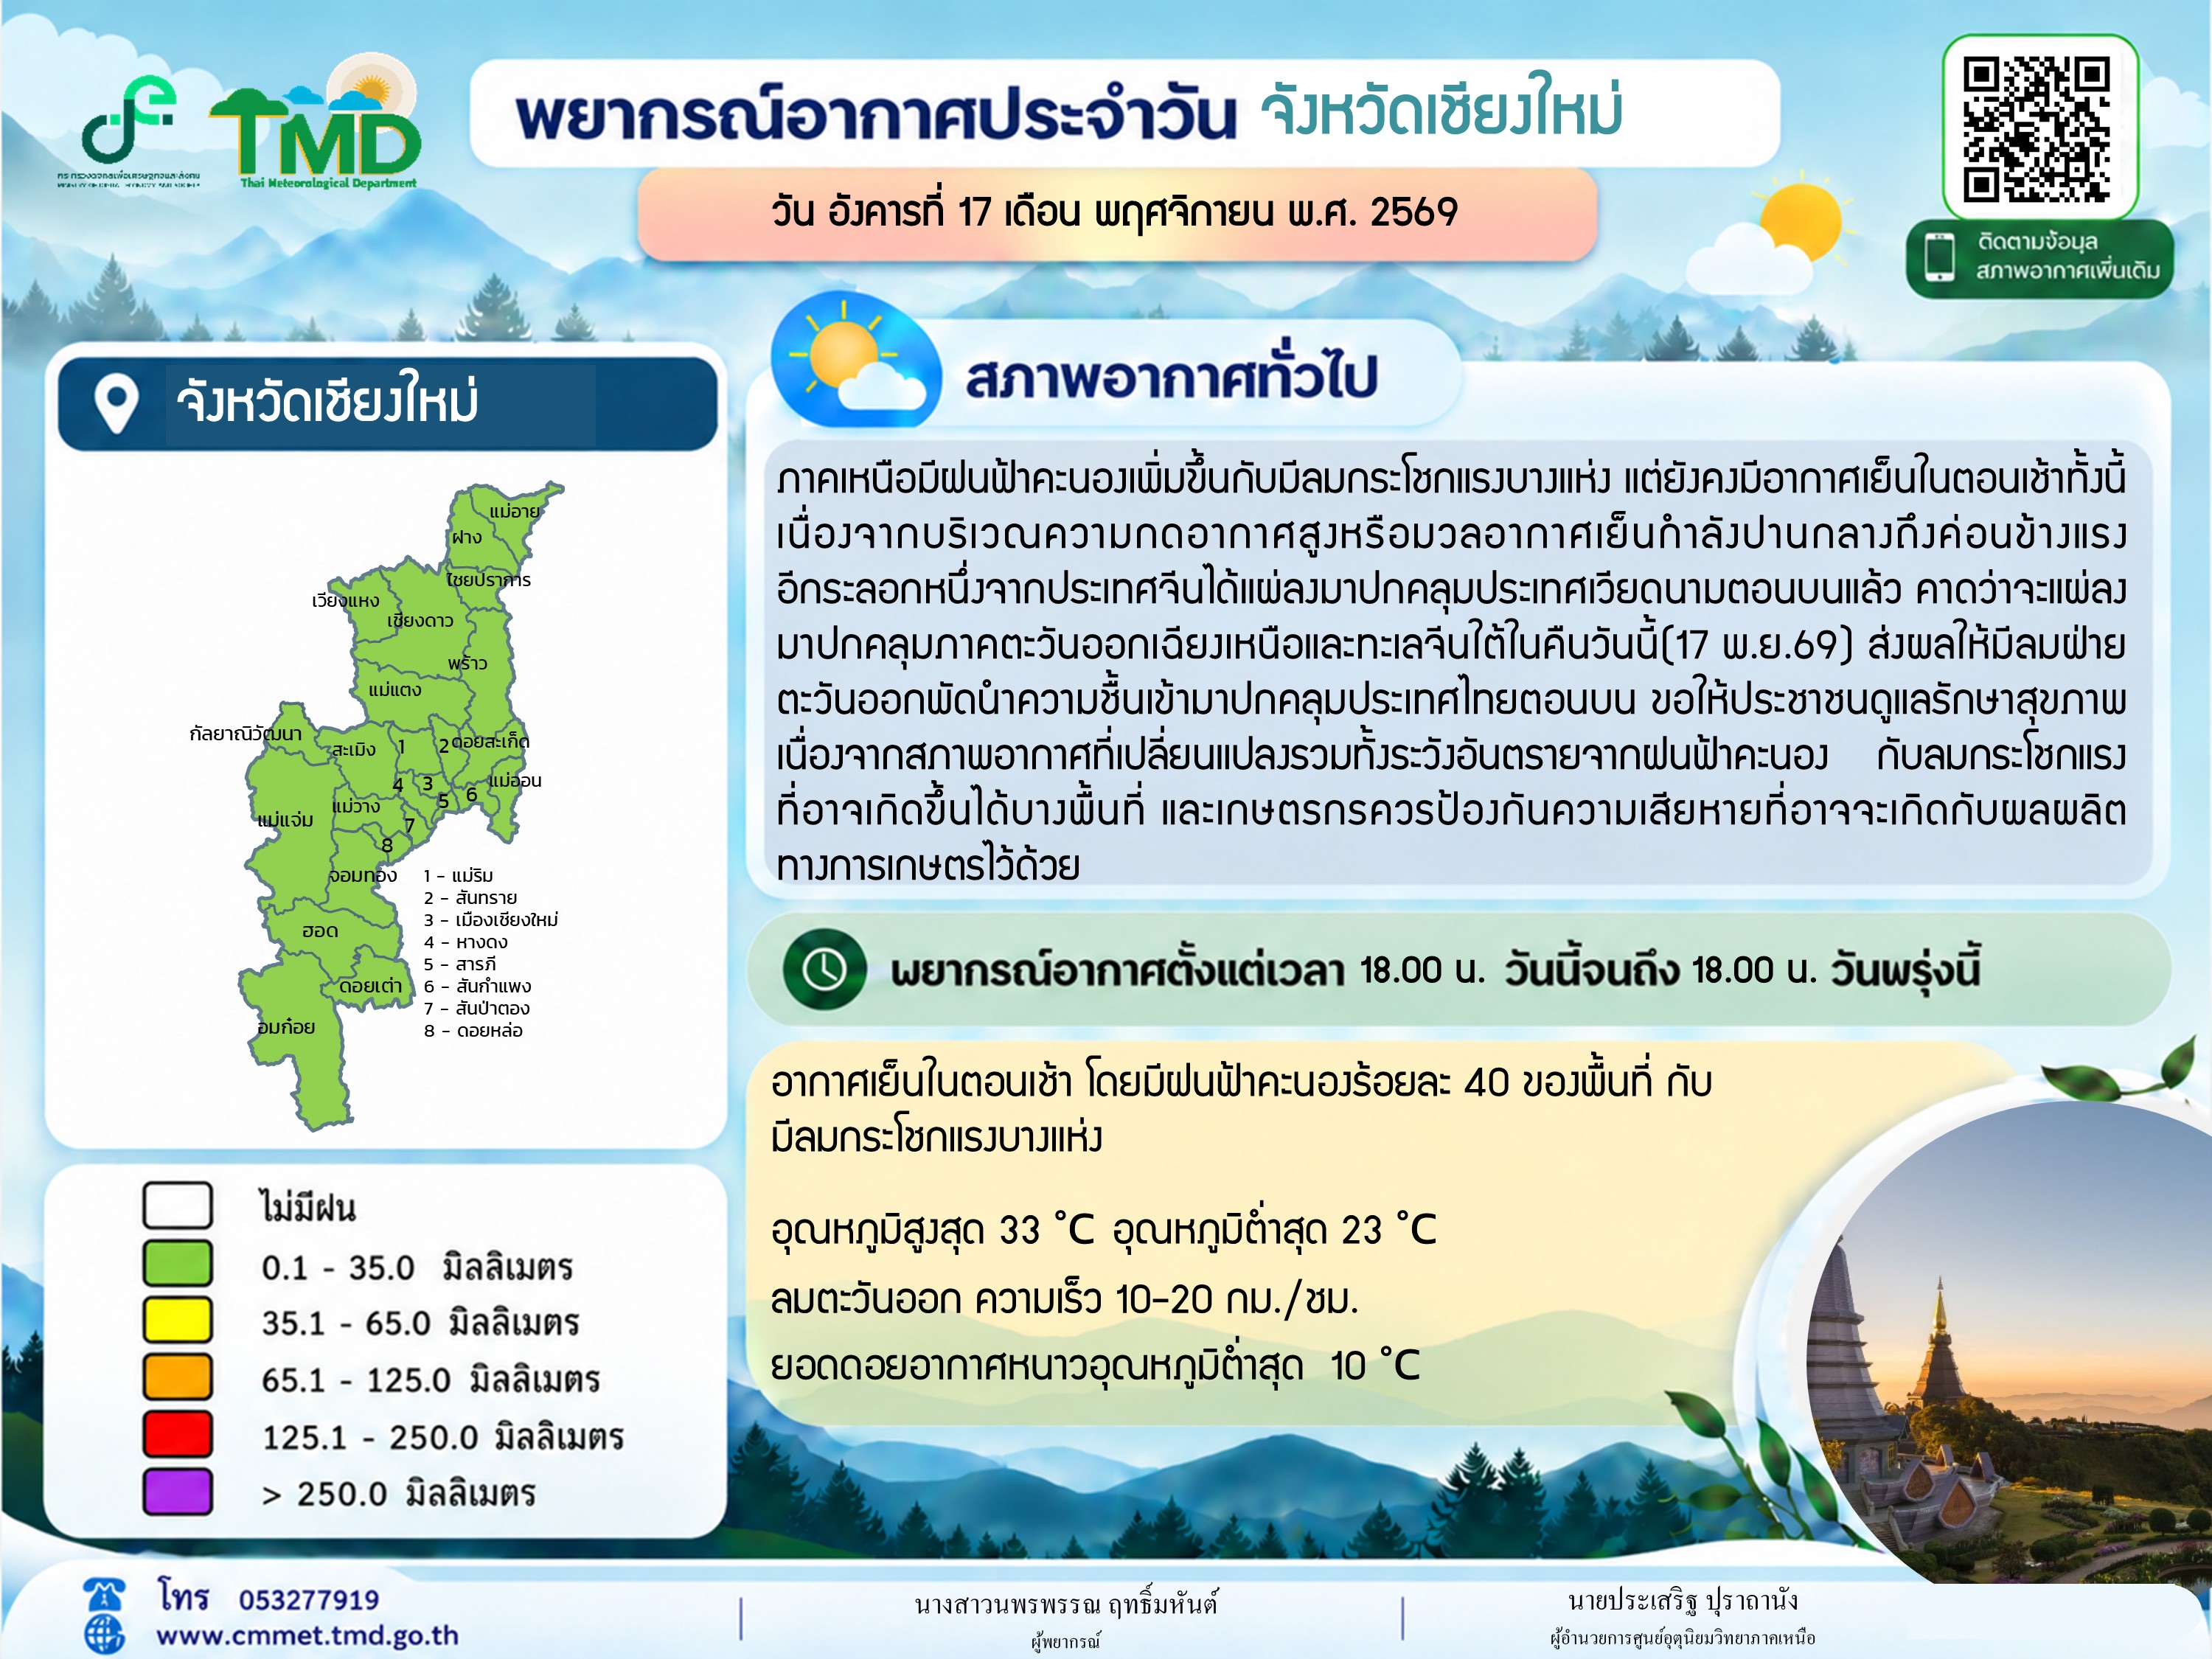 พยากรณ์อากาศประจำวัน จังหวัดเชียงใหม่
TMD
Thai Meteorological Department
วัน อังคารที่ 17 เดือน พฤศจิกายน พ.ศ. 2569
ติดตามข้อมูล
สภาพอากาศเพิ่มเติม
จังหวัดเชียงใหม่
แม่อาย
ฝาง
ไชยปราการ
เวียงแหง
เชียงดาว
พร้าว
แม่แตง
กัลยาณิวัฒนา
สะเมิง
1
2
ดอยสะเก็ด
4
3
แม่ออน
แม่วาง
5
6
แม่แจ่ม
7
8
จอมทอง
1 - แม่ริม
2 - สันทราย
3 - เมืองเชียงใหม่
4 - หางดง
5 - สารภี
6 - สันกำแพง
7 - สันป่าตอง
8 - ดอยหล่อ
ฮอด
ดอยเต่า
อมก๋อย
ไม่มีฝน
0.1 - 35.0 มิลลิเมตร
35.1 - 65.0 มิลลิเมตร
65.1 - 125.0 มิลลิเมตร
125.1 - 250.0 มิลลิเมตร
> 250.0 มิลลิเมตร
สภาพอากาศทั่วไป
ภาคเหนือมีฝนฟ้าคะนองเพิ่มขึ้นกับมีลมกระโชกแรงบางแห่ง แต่ยังคงมีอากาศเย็นในตอนเช้าทั้งนี้
เนื่องจากบริเวณความกดอากาศสูงหรือมวลอากาศเย็นกำลังปานกลางถึงค่อนข้างแรง
อีกระลอกหนึ่งจากประเทศจีนได้แผ่ลงมาปกคลุมประเทศเวียดนามตอนบนแล้ว คาดว่าจะแผ่ลง
มาปกคลุมภาคตะวันออกเฉียงเหนือและทะเลจีนใต้ในคืนวันนี้(17 พ.ย.69) ส่งผลให้มีลมฝ่าย
ตะวันออกพัดนำความชื้นเข้ามาปกคลุมประเทศไทยตอนบน ขอให้ประชาชนดูแลรักษาสุขภาพ
เนื่องจากสภาพอากาศที่เปลี่ยนแปลงรวมทั้งระวังอันตรายจากฝนฟ้าคะนอง กับลมกระโชกแรง
ที่อาจเกิดขึ้นได้บางพื้นที่ และเกษตรกรควรป้องกันความเสียหายที่อาจจะเกิดกับผลผลิต
ทางการเกษตรไว้ด้วย
พยากรณ์อากาศตั้งแต่เวลา 18.00 น. วันนี้จนถึง 18.00 น. วันพรุ่งนี้
อากาศเย็นในตอนเช้า โดยมีฝนฟ้าคะนองร้อยละ 40 ของพื้นที่ กับ
มีลมกระโชกแรงบางแห่ง
อุณหภูมิสูงสุด 33 °C อุณหภูมิต่ำสุด 23 °C
ลมตะวันออก ความเร็ว 10-20 กม./ชม.
ยอดดอยอากาศหนาวอุณหภูมิต่ำสุด 10 °C
โทร 053277919
www.cmmet.tmd.go.th
นางสาวนพรพรรณ ฤทธิ์มหันต์
ผู้พยากรณ์
นายประเสริฐ ปุราถานัง
ผู้อำนวยการศูนย์อุตุนิยมวิทยาภาคเหนือ